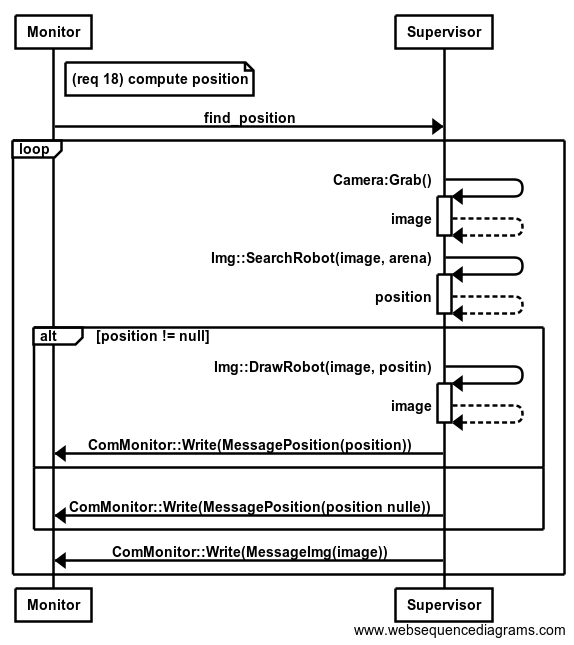 Monitor
Supervisor
(req 18) compute position
find_position
loop
Camera:Grab()
image
Img::SearchRobot(image, arena)
position
alt
[position != null]
Img::DrawRobot(image, positin)
image
ComMonitor::Write(MessagePosition(position))
ComMonitor::Write(MessagePosition(position nulle))
ComMonitor::Write(MessageImg(image))
Monitor
Supervisor
www.websequencediagrams.com